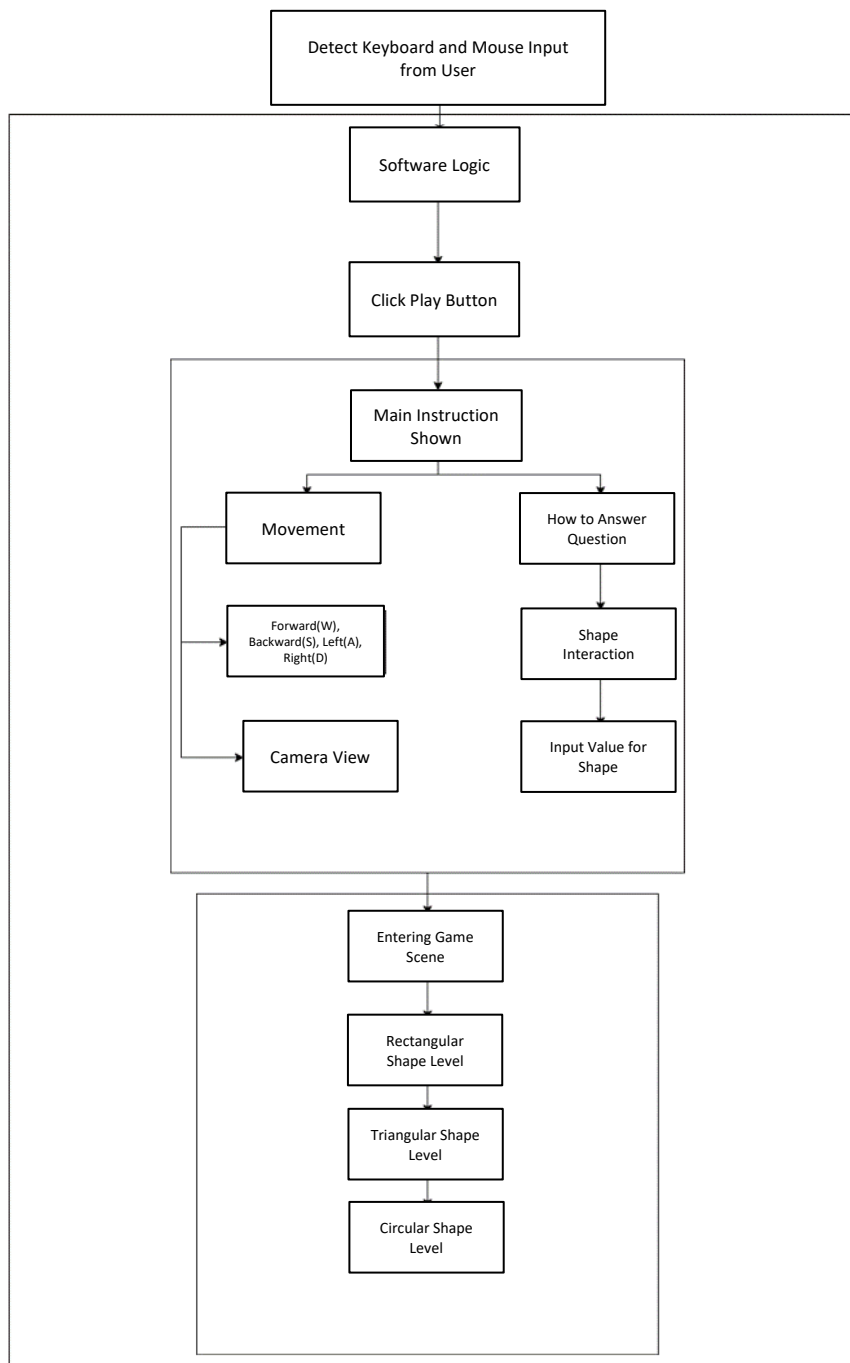 Detect Keyboard and Mouse Input
from User
Software Logic
Click Play Button
Main Instruction
Shown
Movement
How to Answer
Question
Forward(W),
Backward(S), Left(A),
Right(D)
Shape
Interaction
Camera View
Input Value for
Shape
Entering Game
Scene
Rectangular
Shape Level
Triangular Shape
Level
Circular Shape
Level